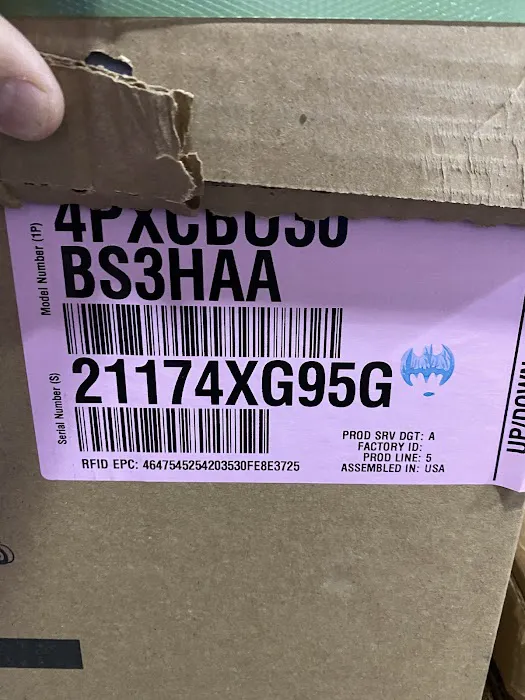 Model Number (1P)
4PXCBU30
BS3HAA
Serial Number (S)
21174XG95G
PROD SRV DGT: A
FACTORY ID:
PROD LINE: 5
RFID EPC: 4647545254203530FE8E3725
ASSEMBLED IN: USA
UP/DOWN